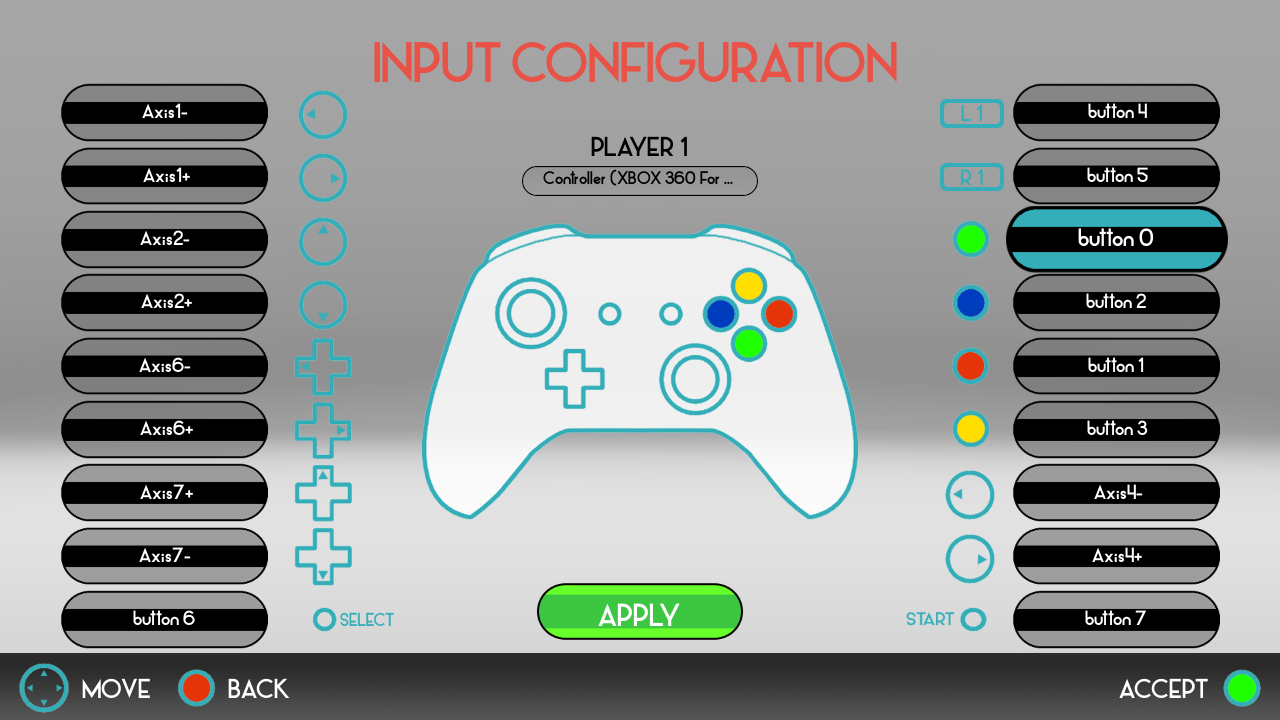 INPUT CONFIGURATION
PLAYER 1
Controller (XBOX 360 For ...
Axis1-
Axis1+
Axis2-
Axis2+
Axis6-
Axis6+
Axis7+
Axis7-
button 6
SELECT
L 1
button 4
R 1
button 5
button 0
button 2
button 1
button 3
Axis4-
Axis4+
START
button 7
APPLY
MOVE
BACK
ACCEPT